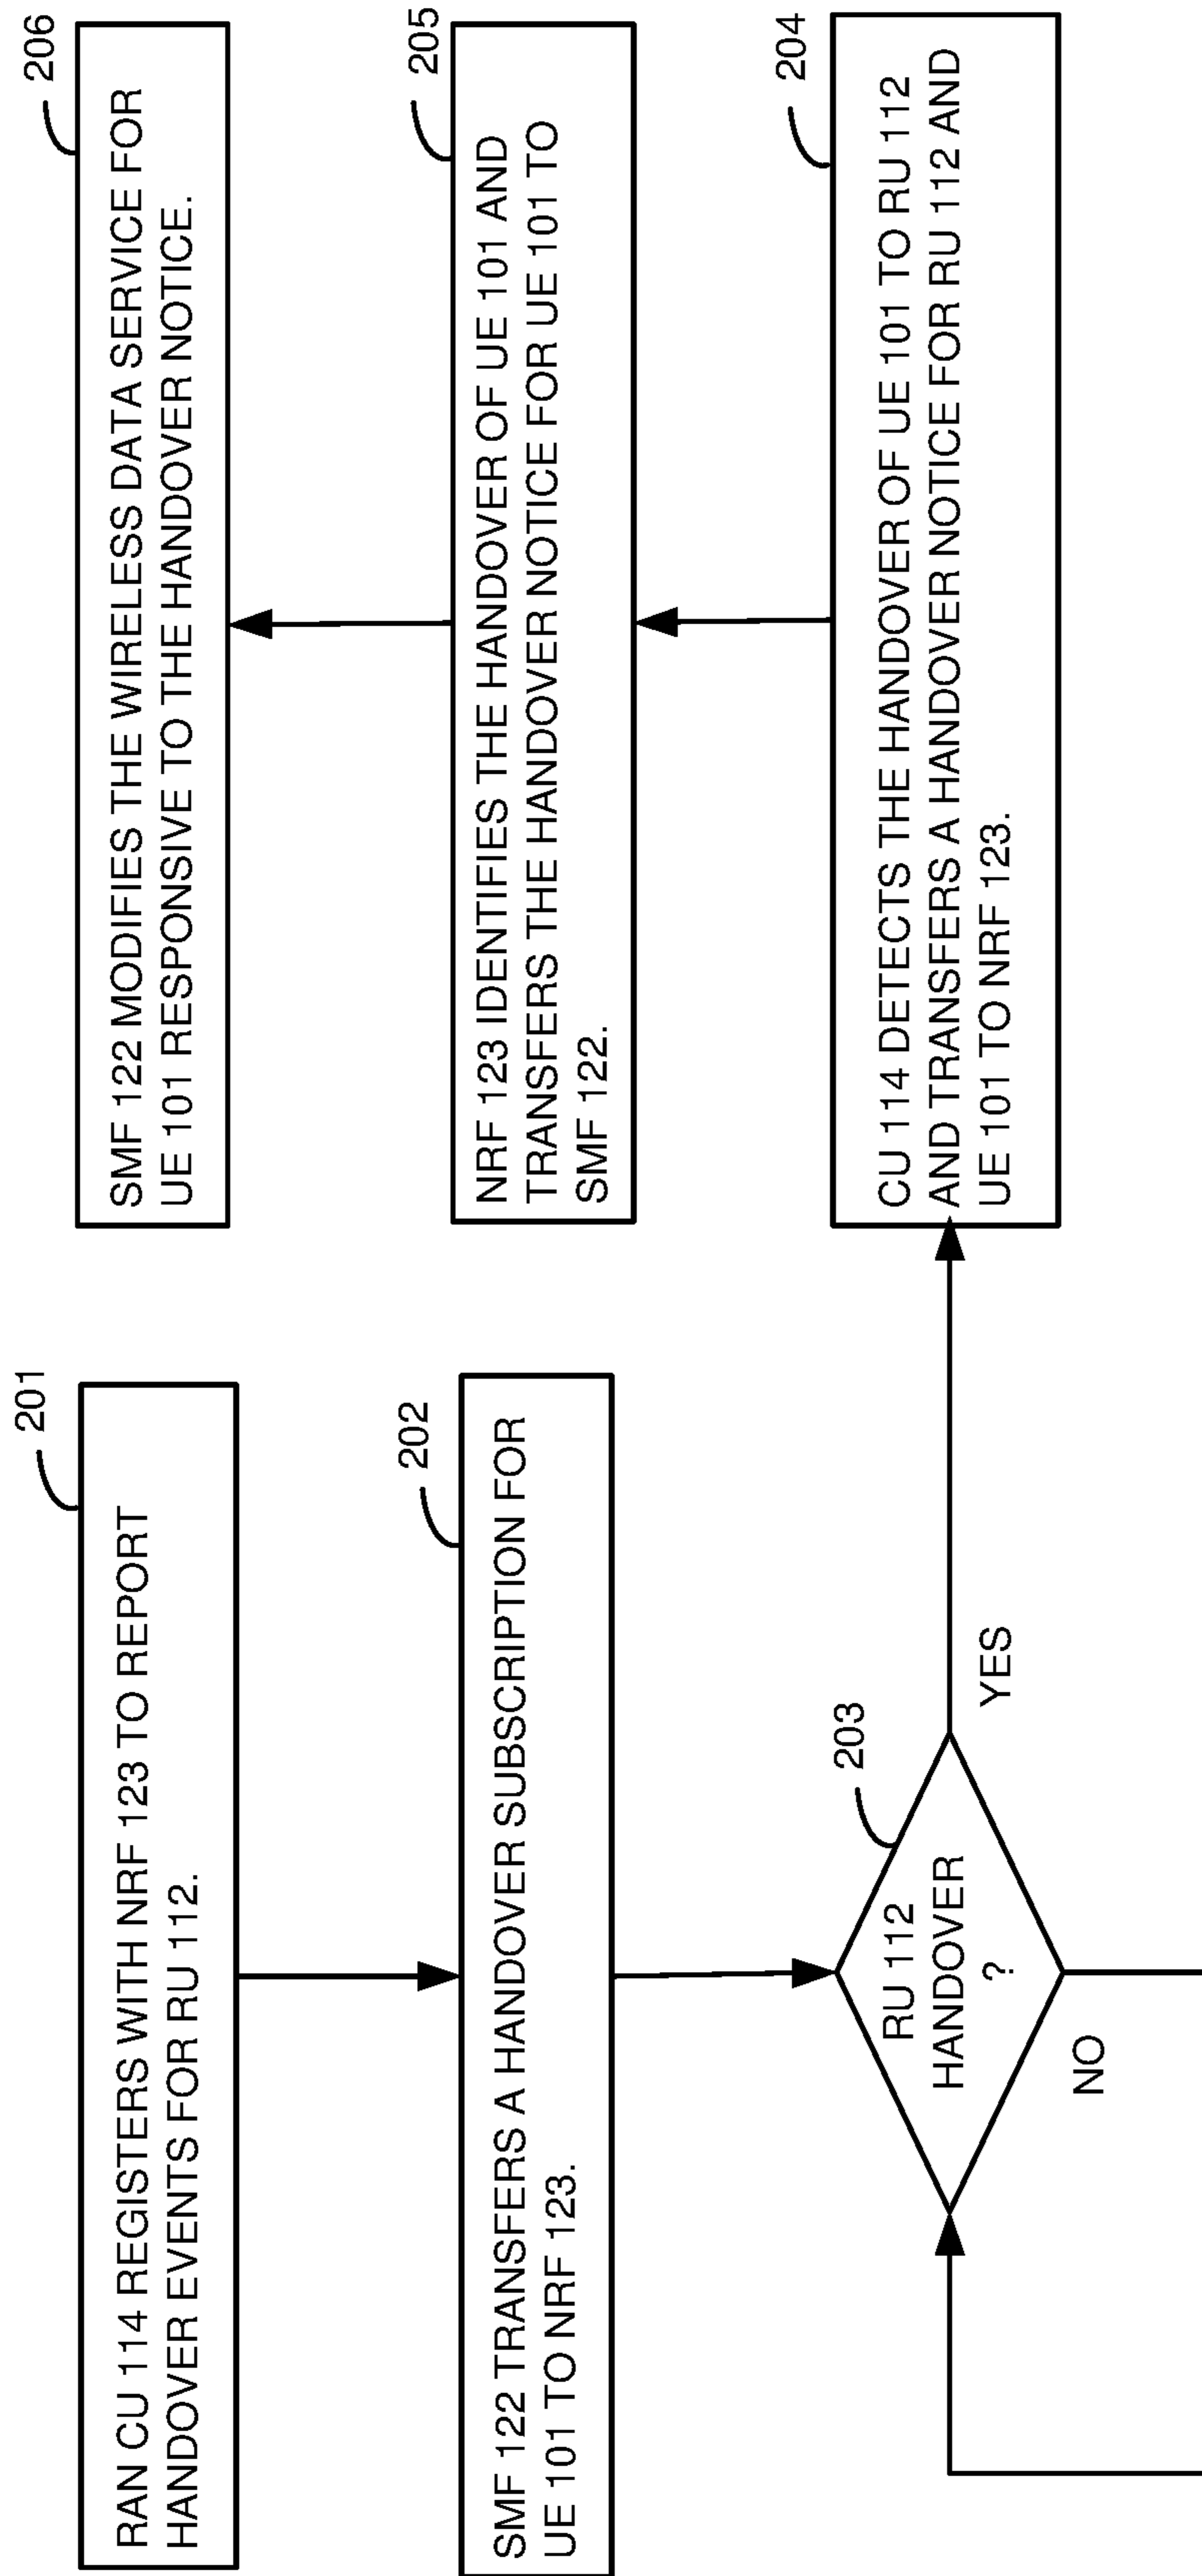 201
RAN CU 114 REGISTERS WITH NRF 123 TO REPORT
HANDOVER EVENTS FOR RU 112.
202
SMF 122 TRANSFERS A HANDOVER SUBSCRIPTION FOR
UE 101 TO NRF 123.
203
RU 112
HANDOVER
?
NO
YES
204
CU 114 DETECTS THE HANDOVER OF UE 101 TO RU 112
AND TRANSFERS A HANDOVER NOTICE FOR RU 112 AND
UE 101 TO NRF 123.
205
NRF 123 IDENTIFIES THE HANDOVER OF UE 101 AND
TRANSFERS THE HANDOVER NOTICE FOR UE 101 TO
SMF 122.
206
SMF 122 MODIFIES THE WIRELESS DATA SERVICE FOR
UE 101 RESPONSIVE TO THE HANDOVER NOTICE.